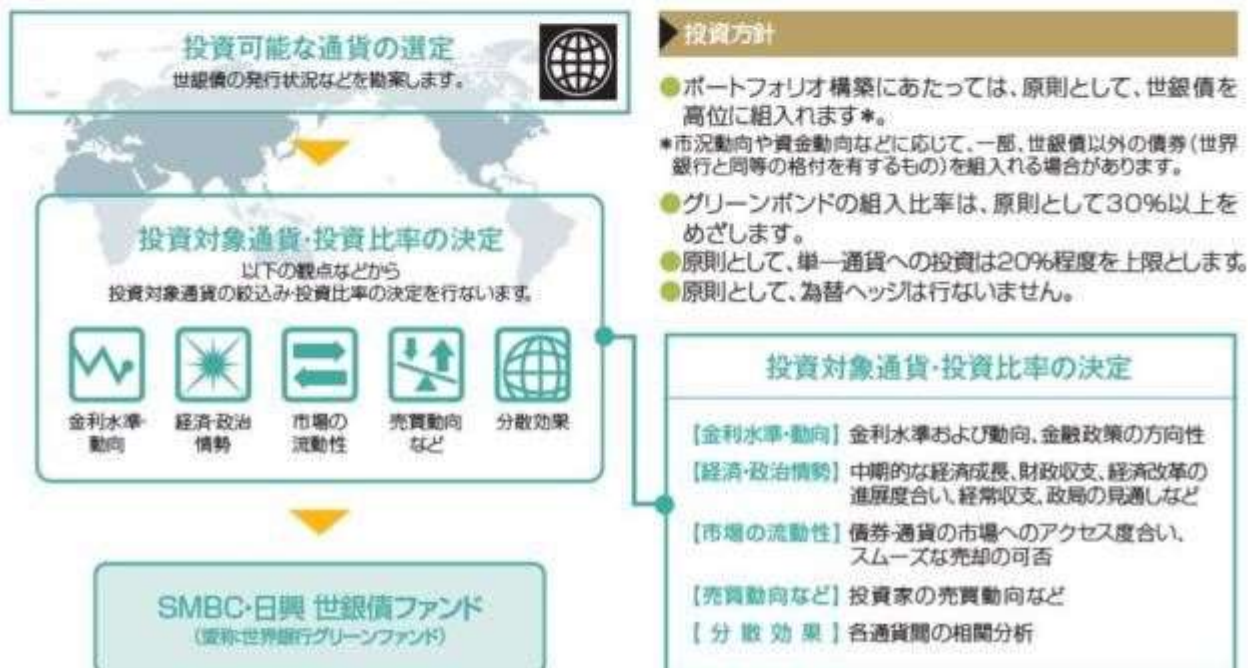 投資可能な通貨の選定
世銀債の発行状況などを勘案します。
投資対象通貨・投資比率の決定
以下の観点などから
投資対象通貨の絞込み・投資比率の決定を行ないます。
金利水準・
動向
経済・政治
情勢
市場の
流動性
売買動向
など
分散効果
SMBC・日興 世銀債ファンド
(愛称:世界銀行グリーンファンド)
投資方針
●ポートフォリオ構築にあたっては、原則として、世銀債を
高位に組入れます*。
*市況動向や資金動向などに応じて、一部、世銀債以外の債券(世界
銀行と同等の格付を有するもの)を組入れる場合があります。
●グリーンボンドの組入比率は、原則として30%以上を
めざします。
●原則として、単一通貨への投資は20%程度を上限とします。
●原則として、為替ヘッジは行ないません。
投資対象通貨・投資比率の決定
【金利水準・動向】金利水準および動向、金融政策の方向性
【経済・政治情勢】中期的な経済成長、財政収支、経済改革の
進展度合い、経常収支、政局の見通しなど
【市場の流動性】債券・通貨の市場へのアクセス度合い、
スムーズな売却の可否
【売買動向など】投資家の売買動向など
【分散効果】各通貨間の相関分析